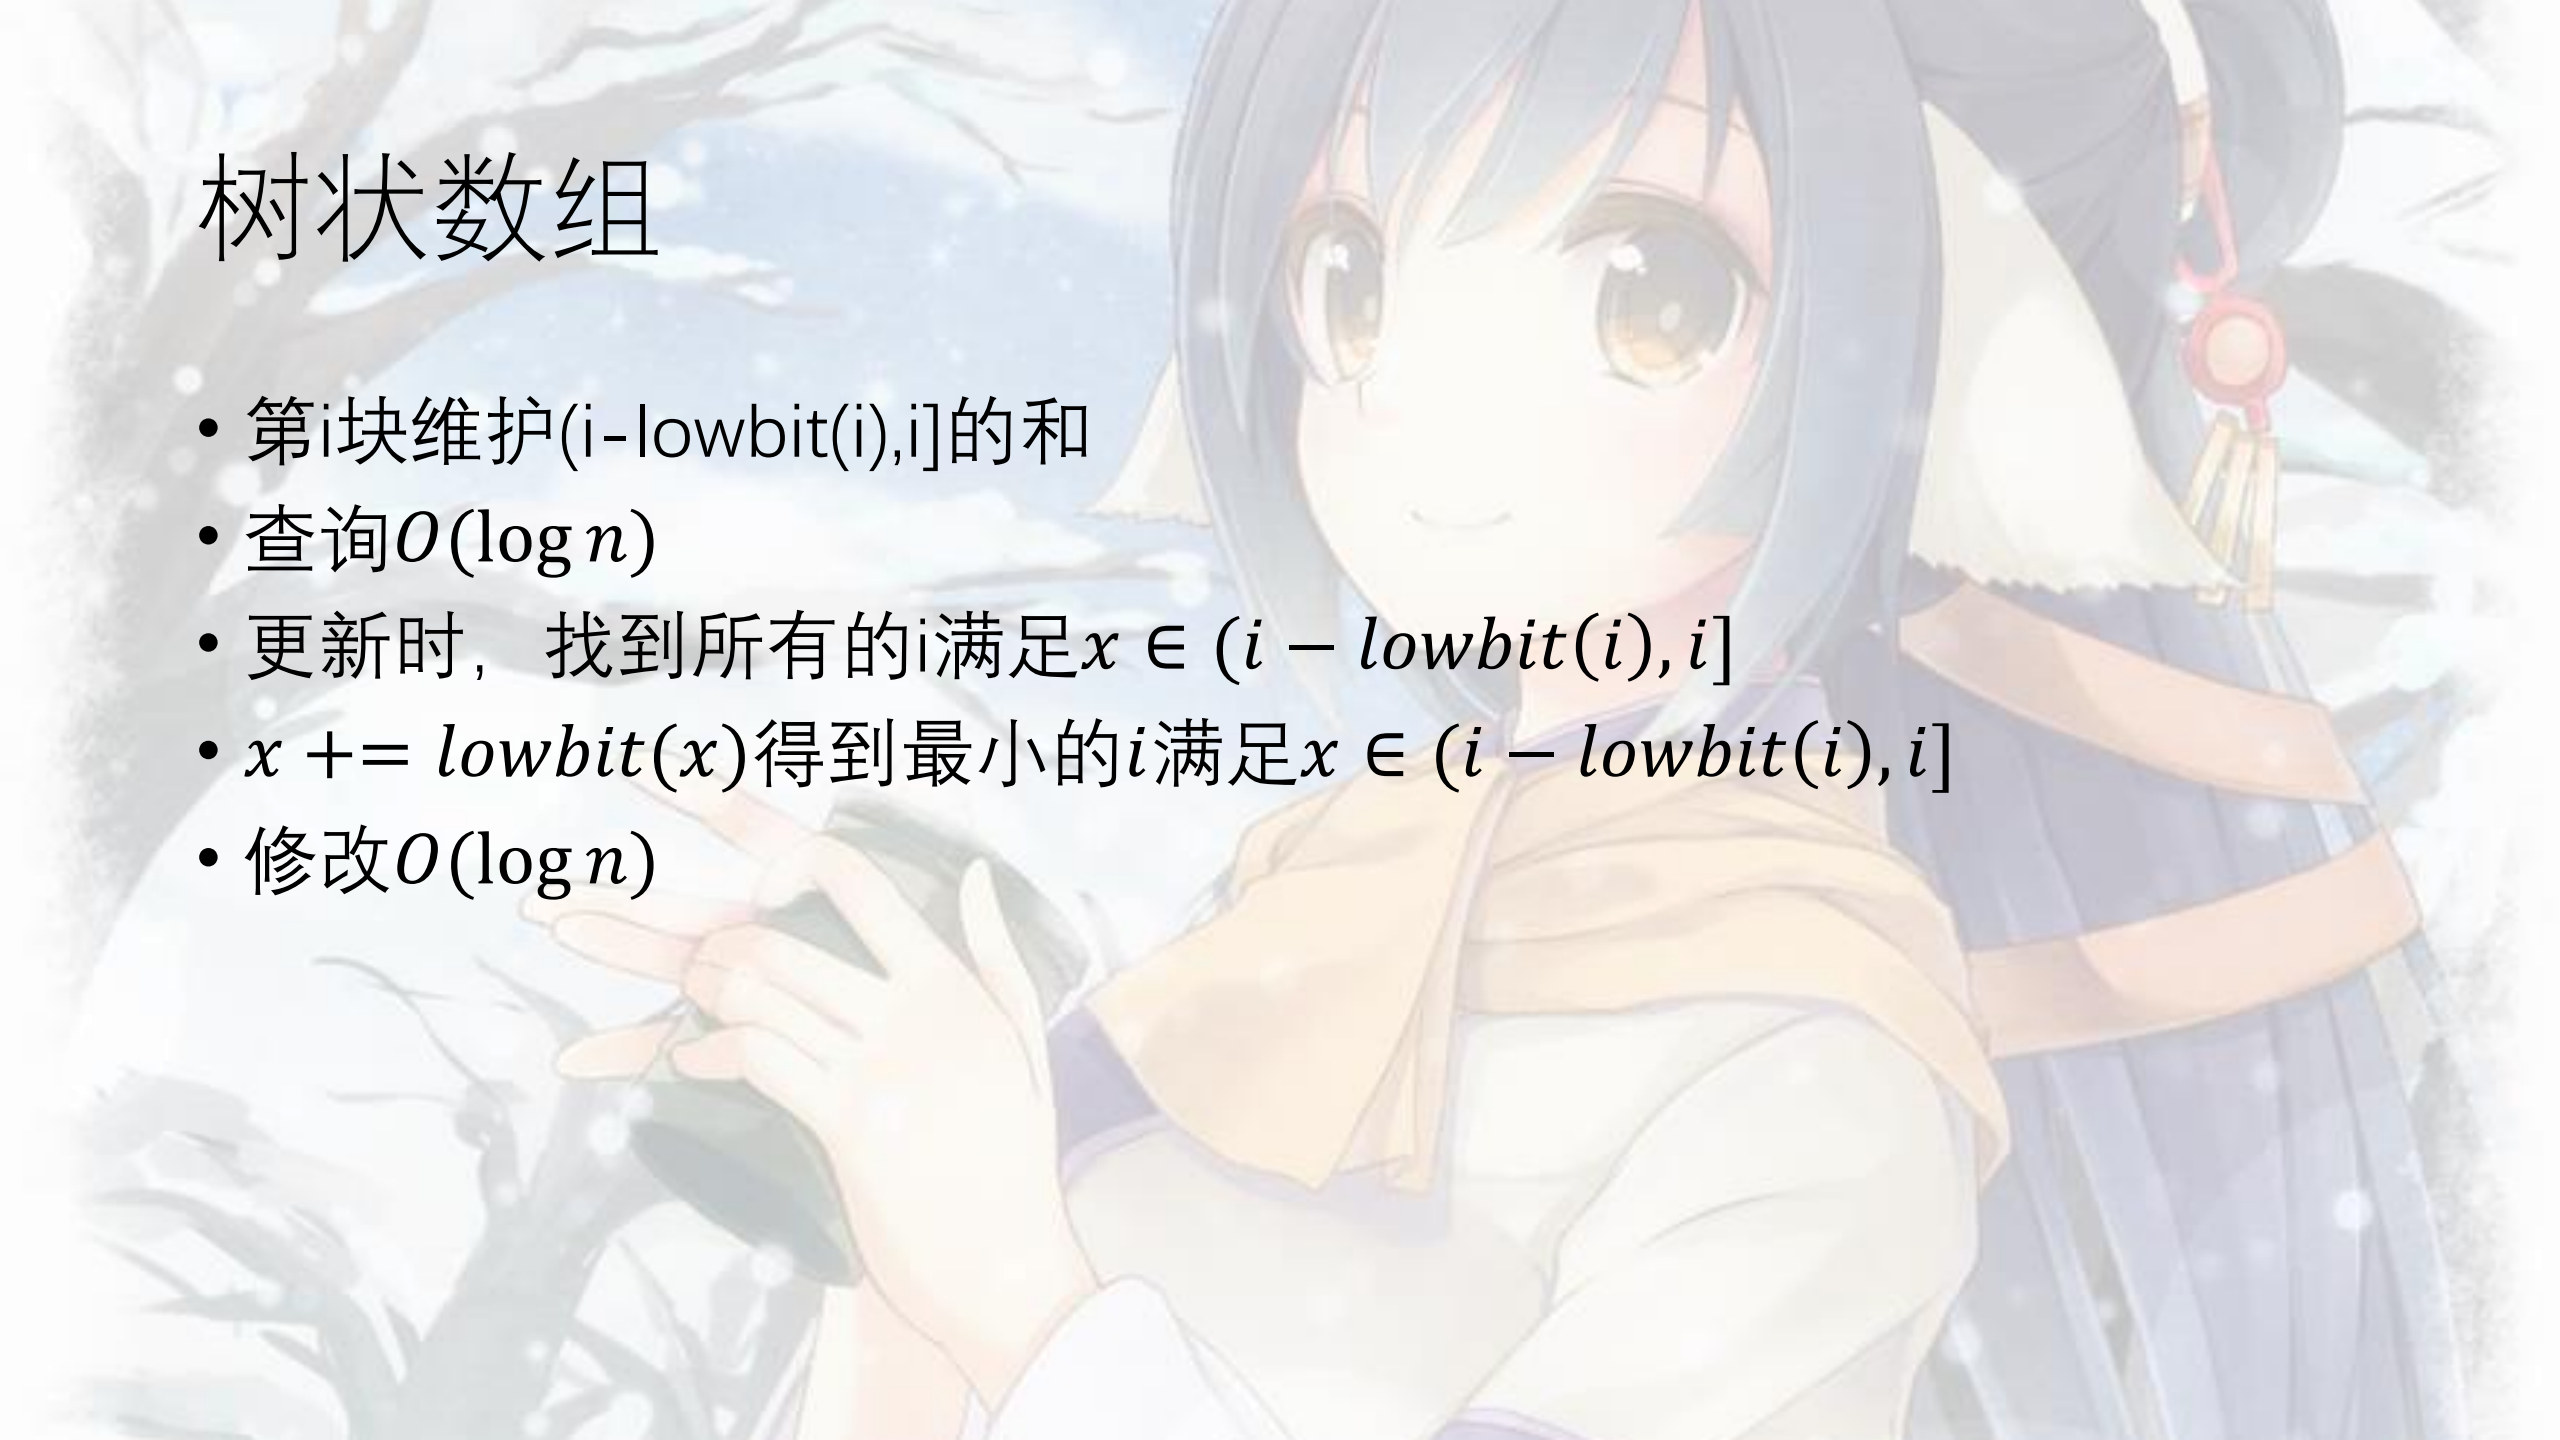 树状数组
• 第i块维护(i-lowbit(i),i]的和
• 查询O(log n)
• 更新时，找到所有的i满足x ∈ (i − lowbit(i), i]
• x += lowbit(x)得到最小的i满足x ∈ (i − lowbit(i), i]
• 修改O(log n)